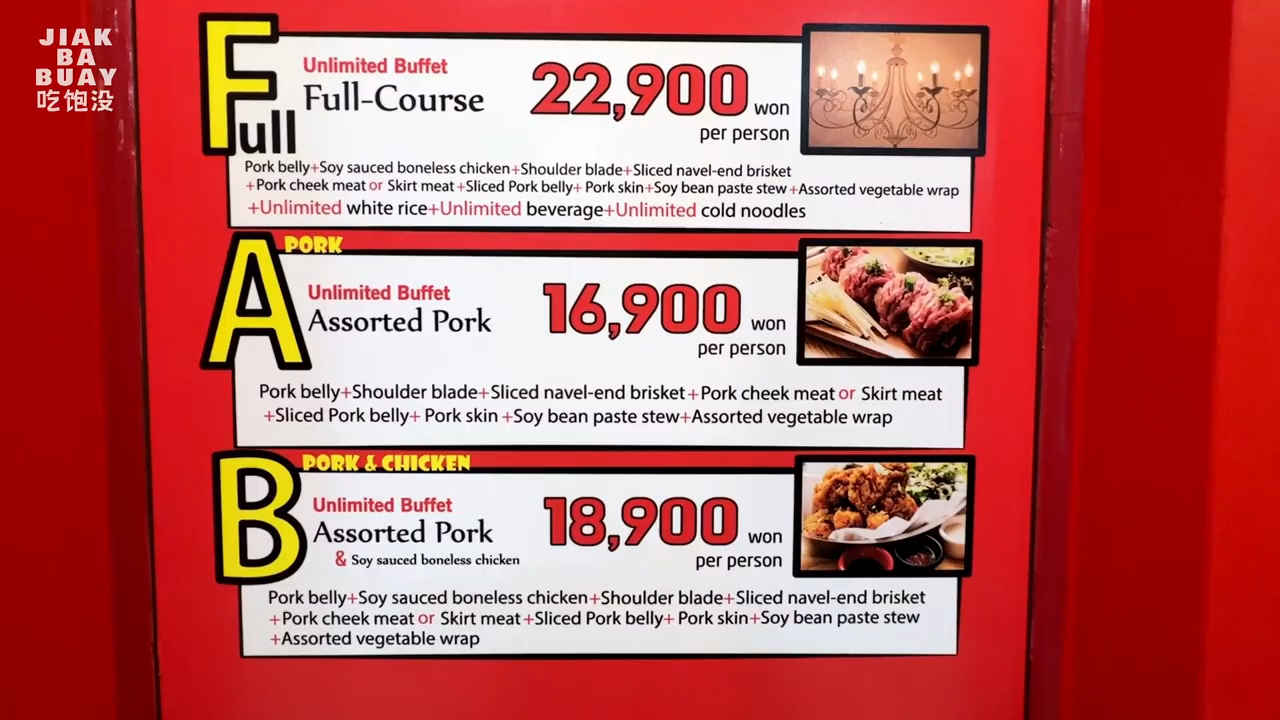 JIAK
BA
BUAY
吃饱没
Full
Unlimited Buffet
Full-Course
22,900 won
per person
Pork belly+Soy sauced boneless chicken+Shoulder blade+Sliced navel-end brisket
+Pork cheek meat or Skirt meat +Sliced Pork belly+ Pork skin+Soy bean paste stew +Assorted vegetable wrap
+Unlimited white rice+Unlimited beverage+Unlimited cold noodles
A PORK
Unlimited Buffet
Assorted Pork
16,900 won
per person
Pork belly+Shoulder blade+Sliced navel-end brisket+Pork cheek meat or Skirt meat
+Sliced Pork belly+ Pork skin +Soy bean paste stew+Assorted vegetable wrap
B PORK & CHICKEN
Unlimited Buffet
Assorted Pork
& Soy sauced boneless chicken
18,900 won
per person
Pork belly+Soy sauced boneless chicken+Shoulder blade+Sliced navel-end brisket
+Pork cheek meat or Skirt meat +Sliced Pork belly+ Pork skin+Soy bean paste stew
+Assorted vegetable wrap